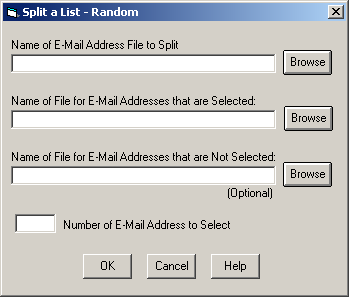 Split a List - Random
Name of E-Mail Address File to Split
Browse
Name of File for E-Mail Addresses that are Selected:
Browse
Name of File for E-Mail Addresses that are Not Selected:
Browse
(Optional)
Number of E-Mail Address to Select
OK Cancel Help